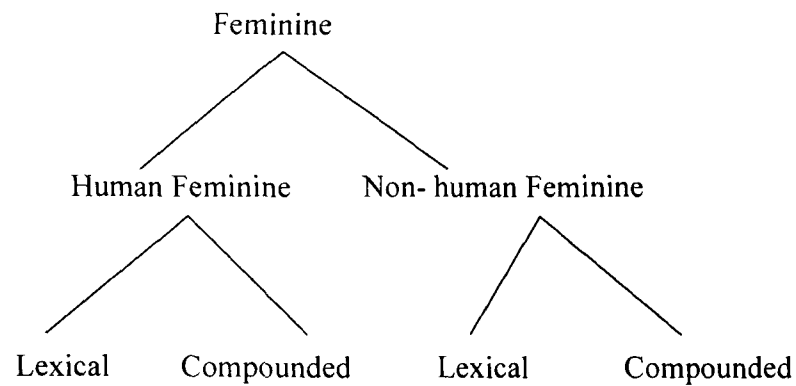 Feminine
Human Feminine Non- human Feminine
Lexical Compounded Lexical Compounded